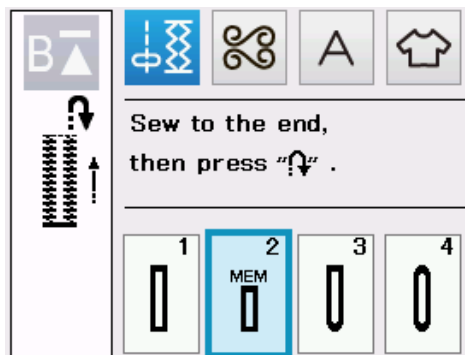 B
A
Sew to the end,
then press "↷" .
1
2
3
4
MEM